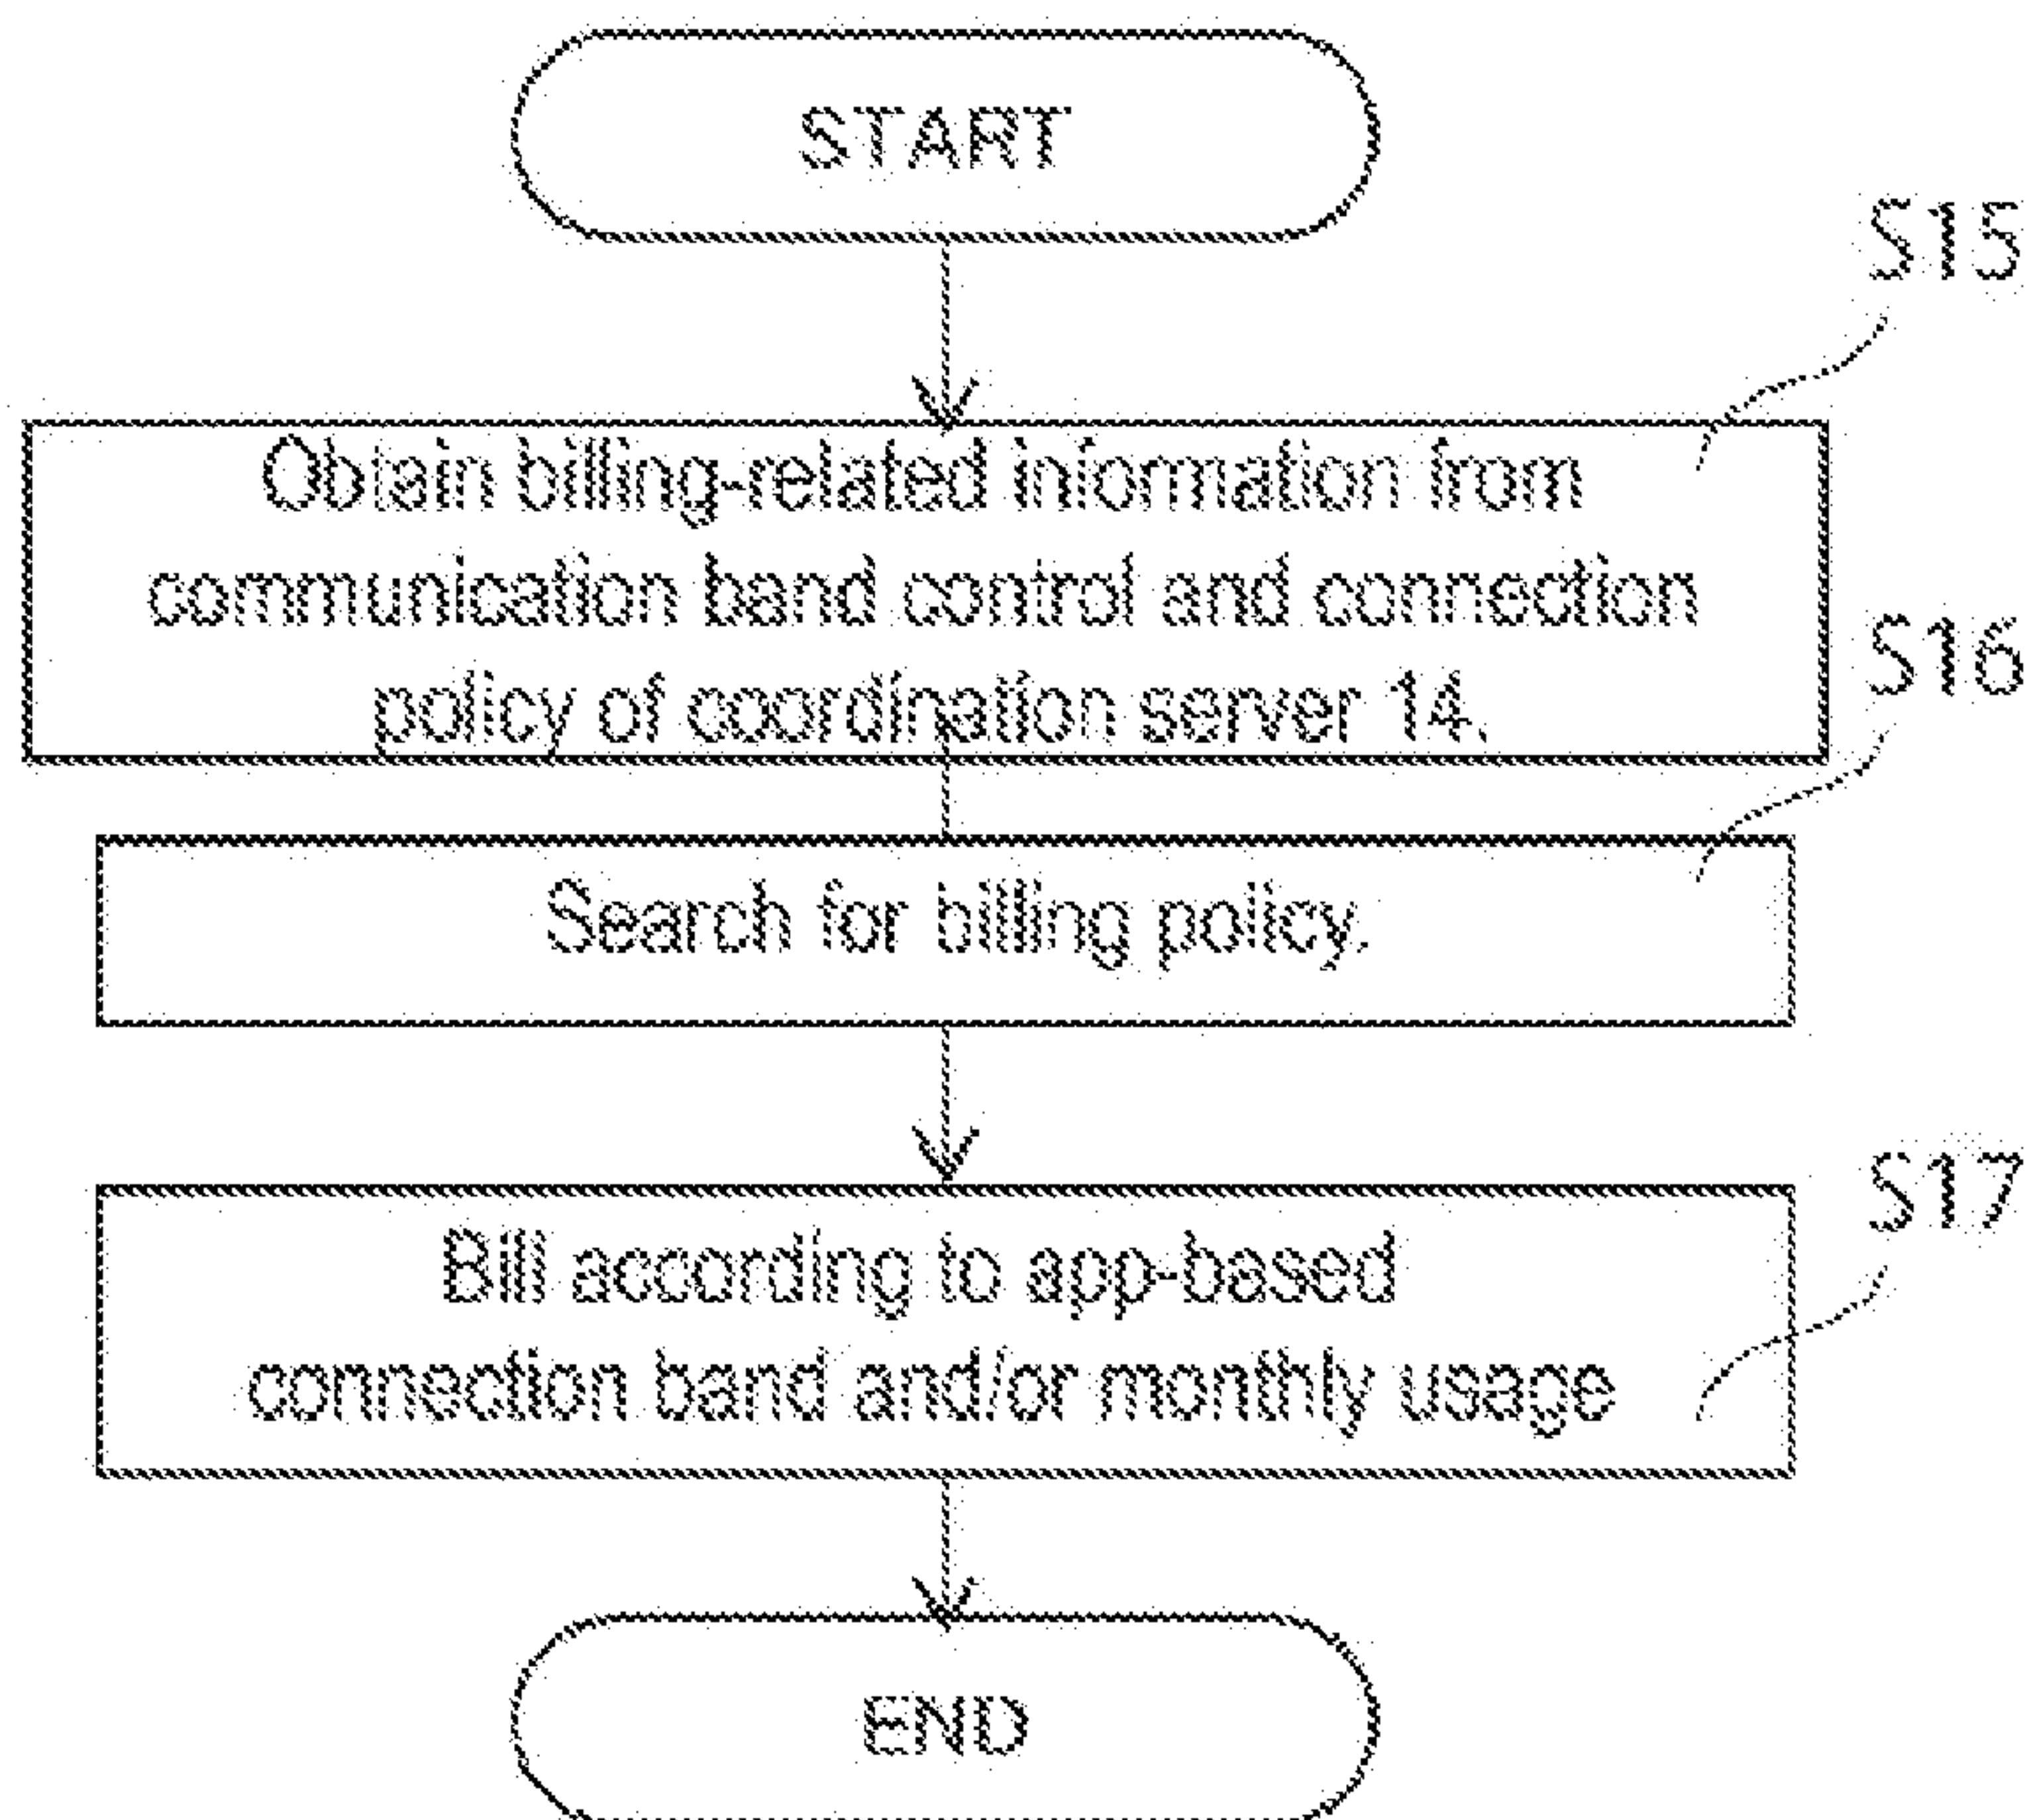 START
S15
Obtain billing-related information from
communication band control and connection
policy of coordination server 14.
S16
Search for billing policy.
S17
Bill according to app-based
connection band and/or monthly usage
END